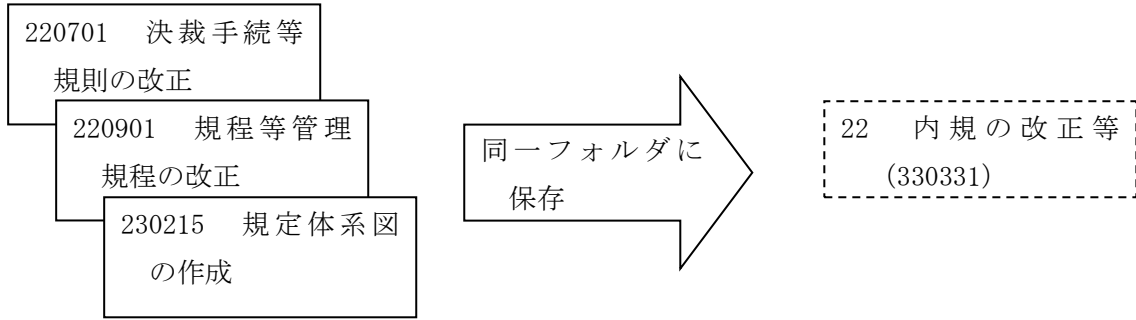 220701　決裁手続等
規則の改正
220901　規程等管理
規程の改正
230215　規定体系図
の作成
同一フォルダに
保存
22　内規の改正等
(330331)